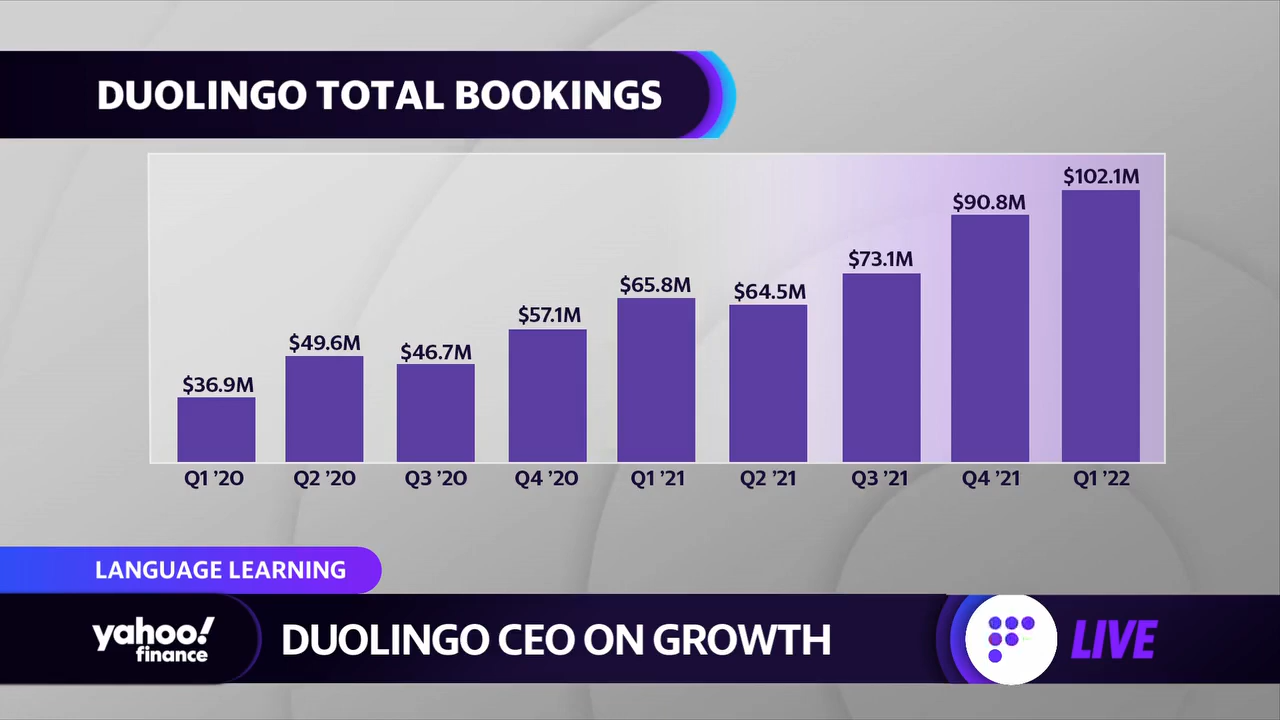 DUOLINGO TOTAL BOOKINGS
$36.9M
$49.6M
$46.7M
$57.1M
$65.8M
$64.5M
$73.1M
$90.8M
$102.1M
Q1 ’20
Q2 ’20
Q3 ’20
Q4 ’20
Q1 ’21
Q2 ’21
Q3 ’21
Q4 ’21
Q1 ’22
LANGUAGE LEARNING
yahoo!
finance
DUOLINGO CEO ON GROWTH
LIVE